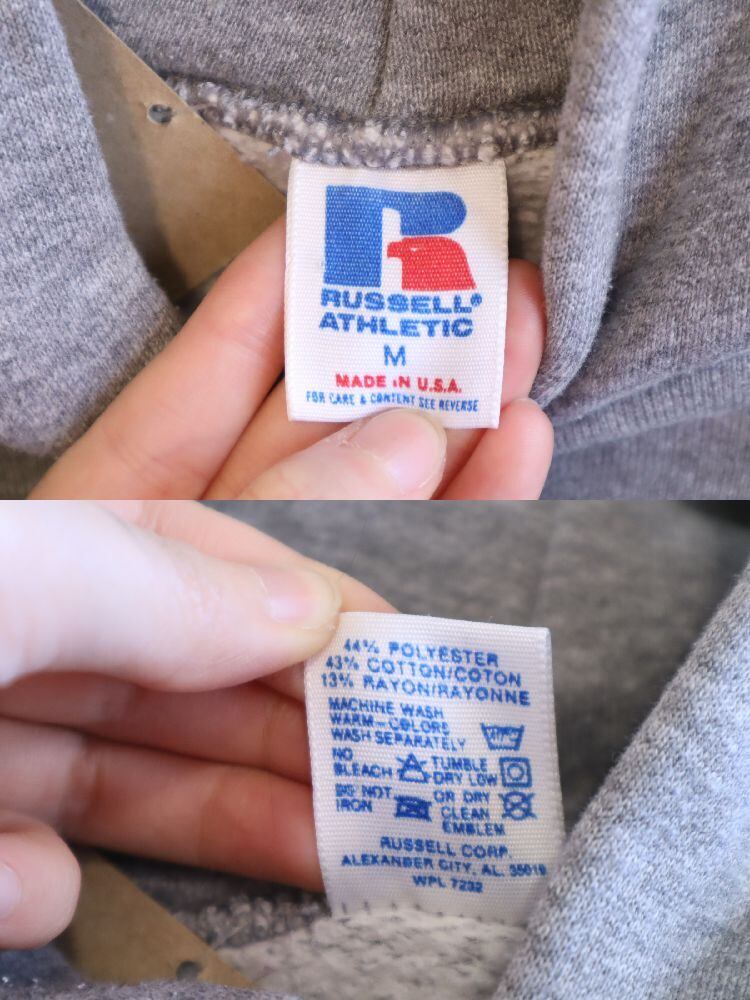 RUSSELL®
ATHLETIC
M
MADE IN U.S.A.
FOR CARE & CONTENT SEE REVERSE
44% POLYESTER
43% COTTON/COTON
13% RAYON/RAYONNE
MACHINE WASH
WARM-COLORS
WASH SEPARATELY
NO
BLEACH
TUMBLE
DRY LOW
DO NOT
IRON
OR DRY
CLEAN
EMBLEM
RUSSELL CORP.
ALEXANDER CITY, AL. 35010
WPL 7232